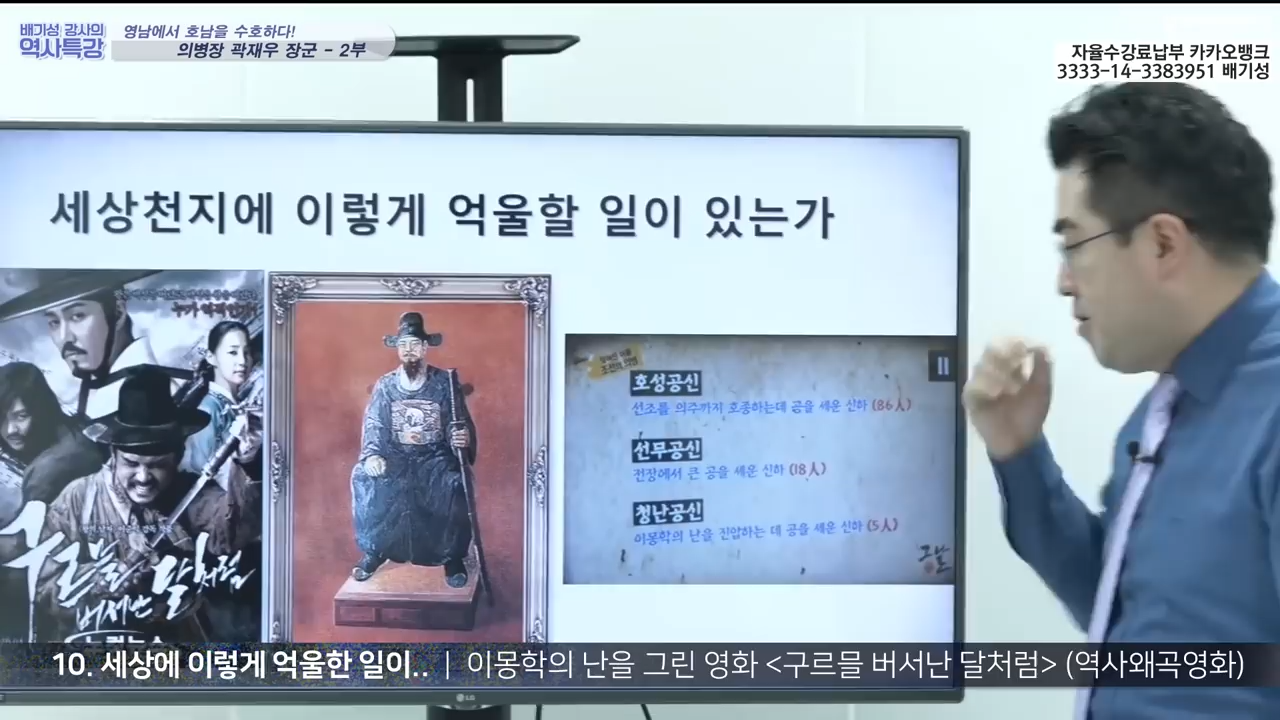 배기성 강사의
역사특강
영남에서 호남을 수호하다!
의병장 곽재우 장군 - 2부
자율수강료납부 카카오뱅크
3333-14-3383951 배기성
세상천지에 이렇게 억울할 일이 있는가
구르믈
버서난 달처럼
호성공신
선조를 의주까지 호종하는데 공을 세운 신하 (86人)
선무공신
전장에서 큰 공을 세운 신하 (18人)
청난공신
이몽학의 난을 진압하는 데 공을 세운 신하 (5人)
그날
LG
10. 세상에 이렇게 억울한 일이.. | 이몽학의 난을 그린 영화 <구르믈 버서난 달처럼> (역사왜곡영화)